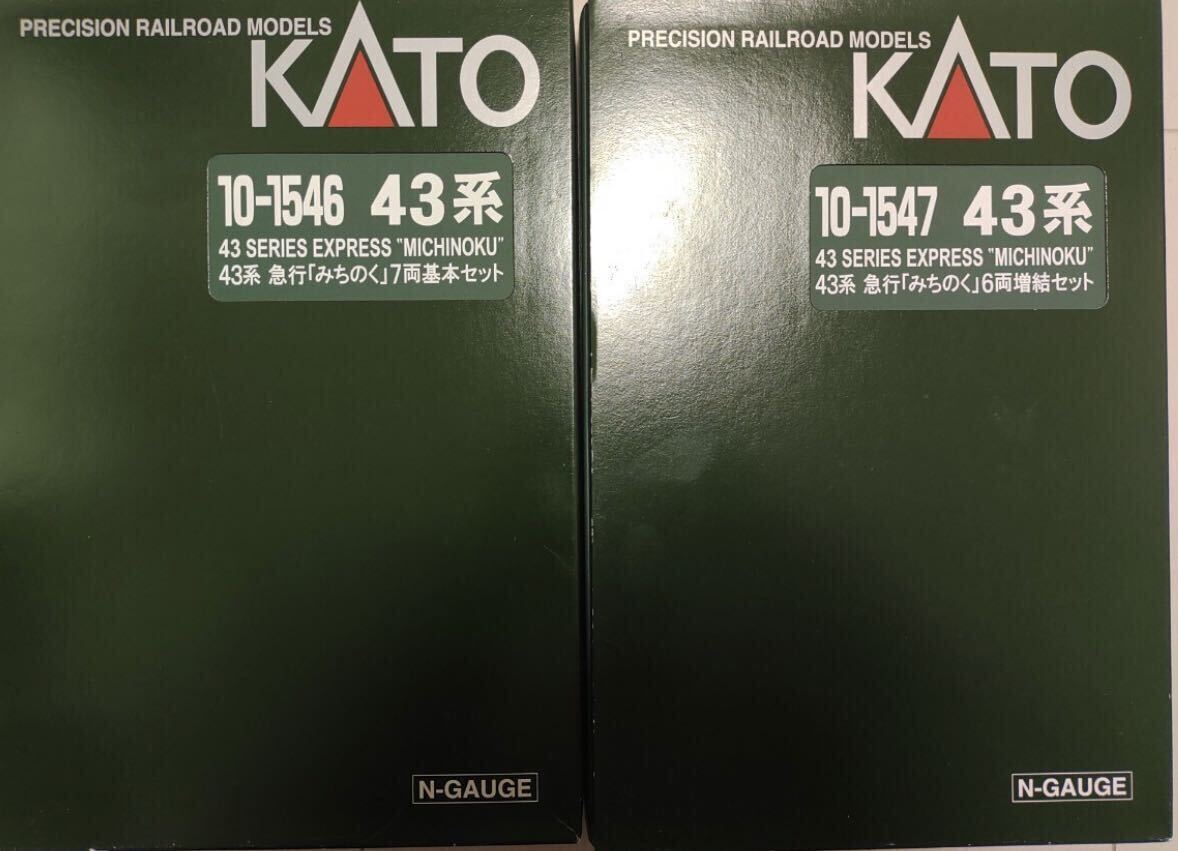 PRECISION RAILROAD MODELS
KATO
10-1546 43系
43 SERIES EXPRESS "MICHINOKU"
43系 急行「みちのく」7両基本セット
N-GAUGE
PRECISION RAILROAD MODELS
KATO
10-1547 43系
43 SERIES EXPRESS "MICHINOKU"
43系 急行「みちのく」6両増結セット
N-GAUGE